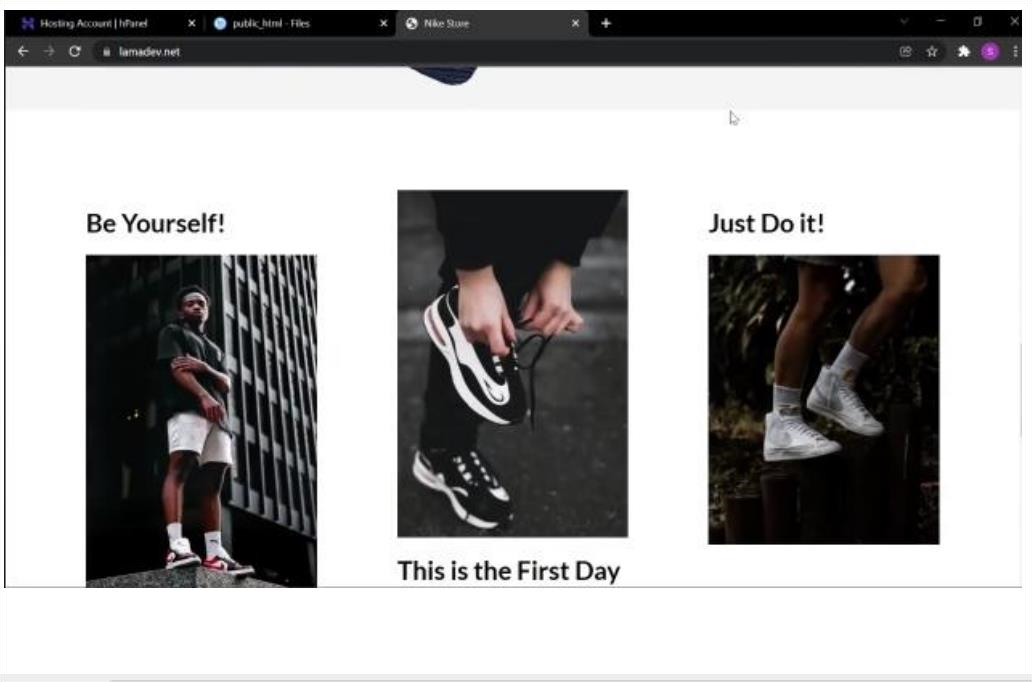 Hosting Account | hPanel
public_html - Files
Nike Store
lamadev.net
S
Be Yourself!
Just Do it!
This is the First Day